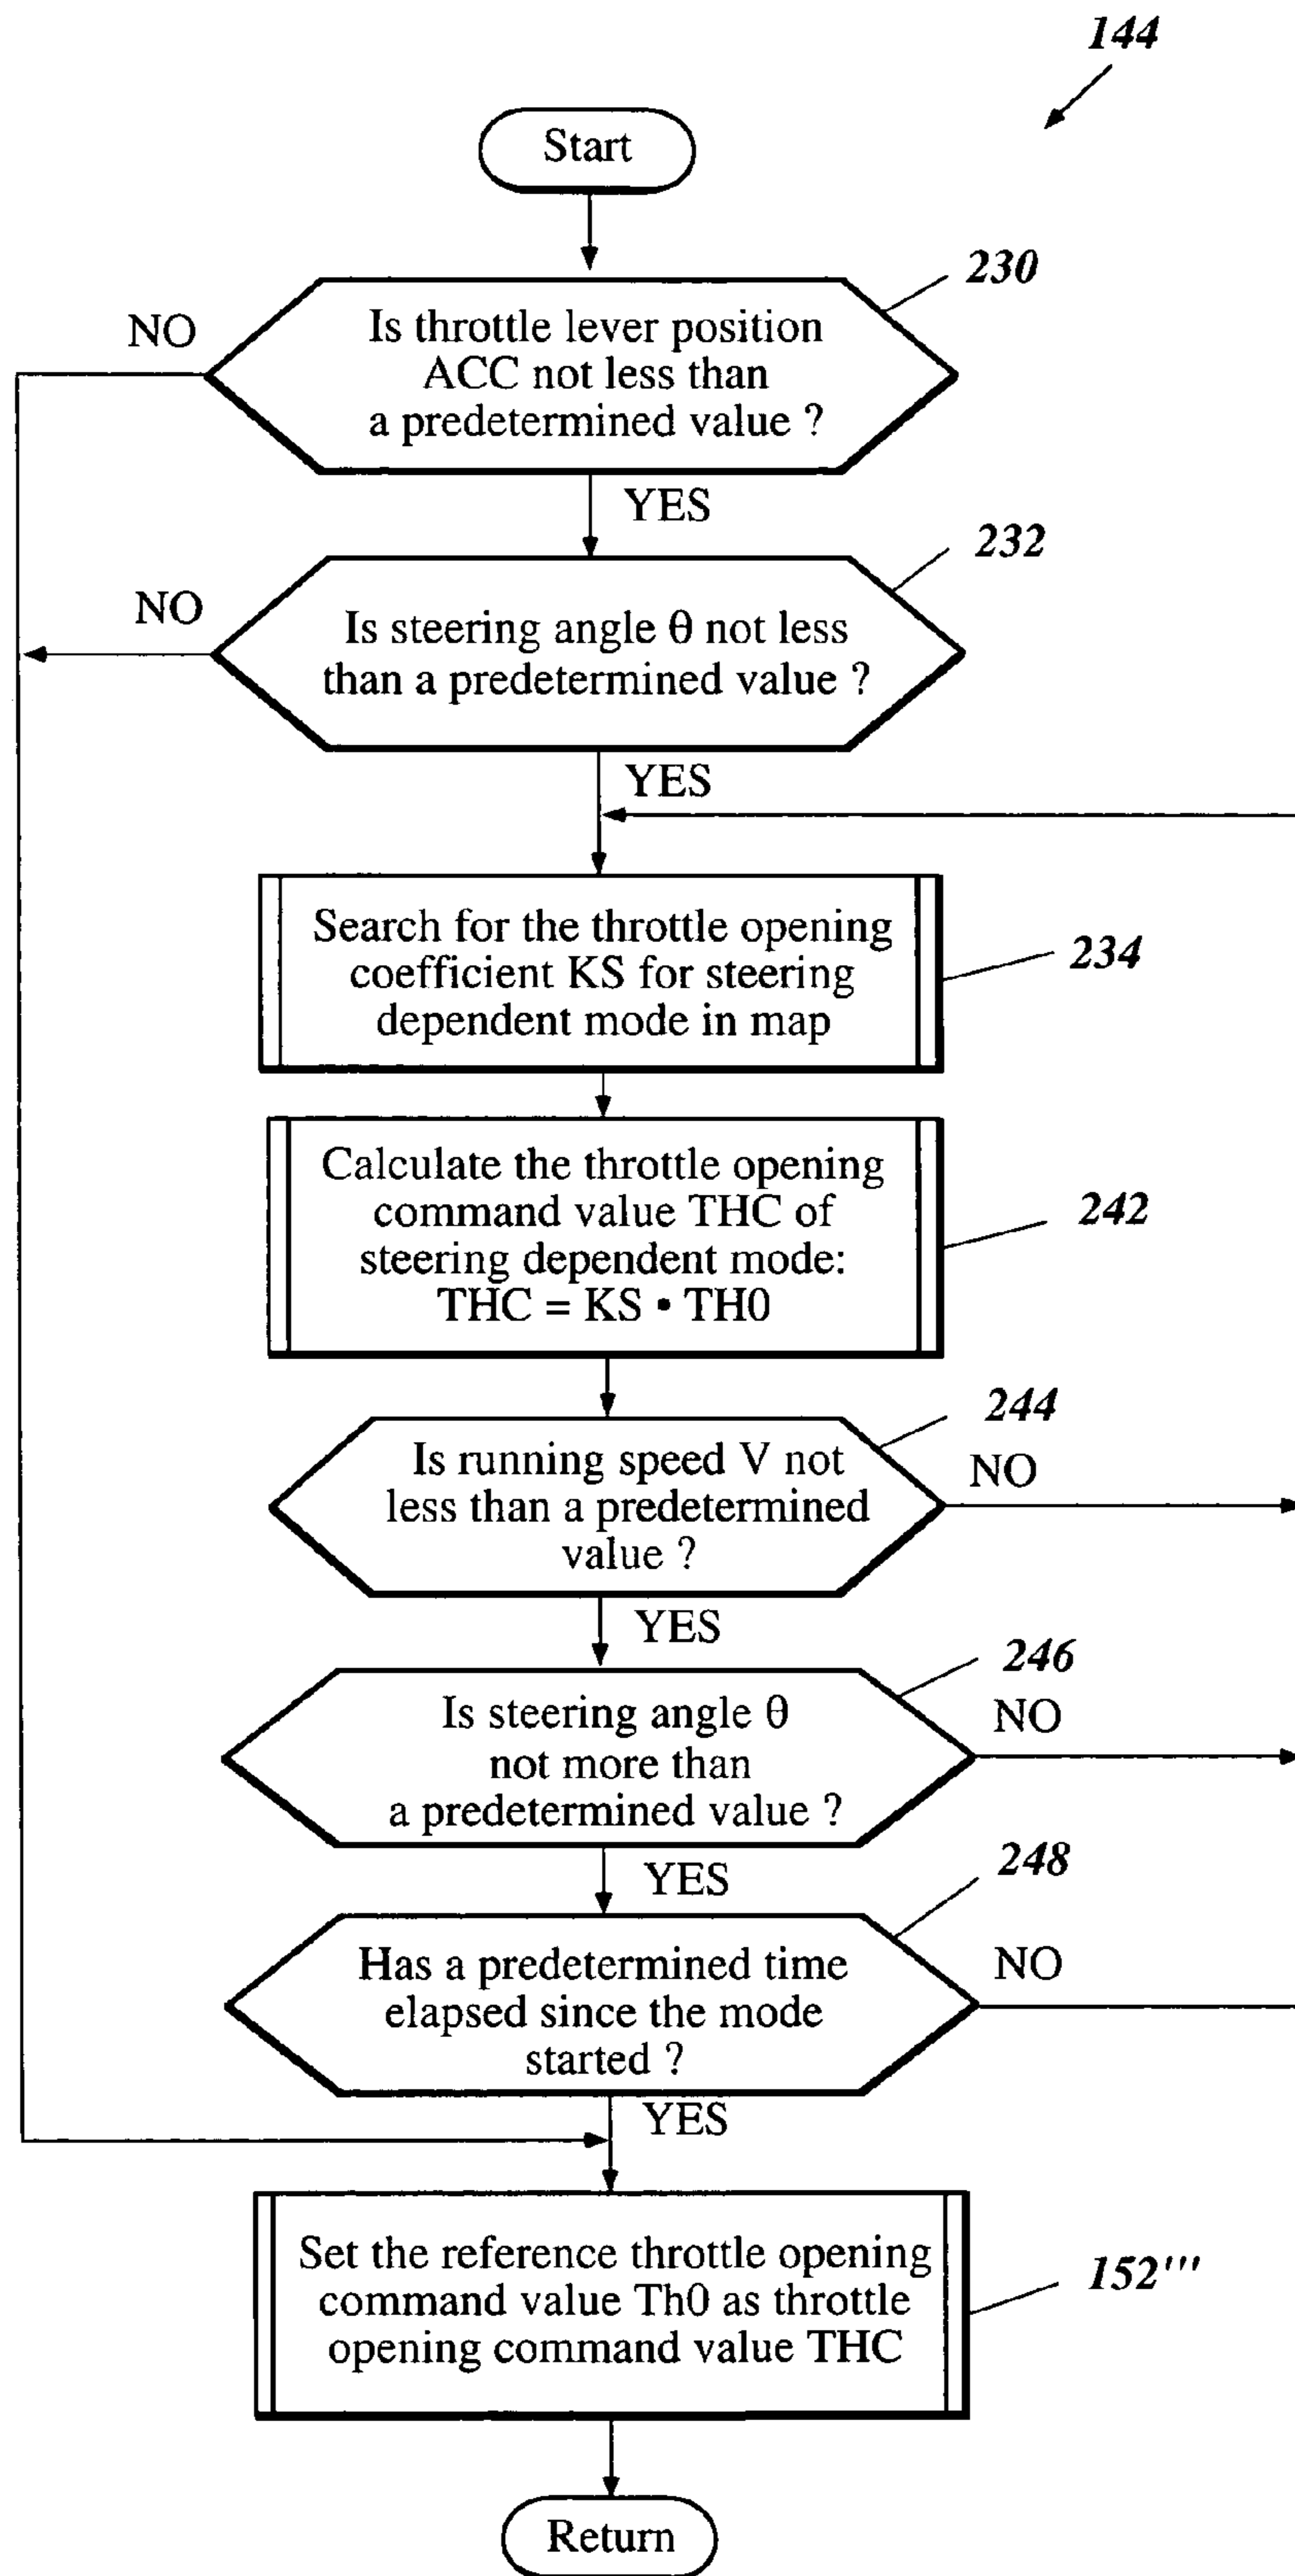 144
Start
230
NO
Is throttle lever position
ACC not less than
a predetermined value ?
YES
232
NO
Is steering angle θ not less
than a predetermined value ?
YES
Search for the throttle opening
coefficient KS for steering
dependent mode in map
234
Calculate the throttle opening
command value THC of
steering dependent mode:
THC = KS • TH0
242
244
Is running speed V not
less than a predetermined
value ?
NO
YES
246
Is steering angle θ
not more than
a predetermined value ?
NO
YES
248
Has a predetermined time
elapsed since the mode
started ?
NO
YES
Set the reference throttle opening
command value Th0 as throttle
opening command value THC
152'''
Return